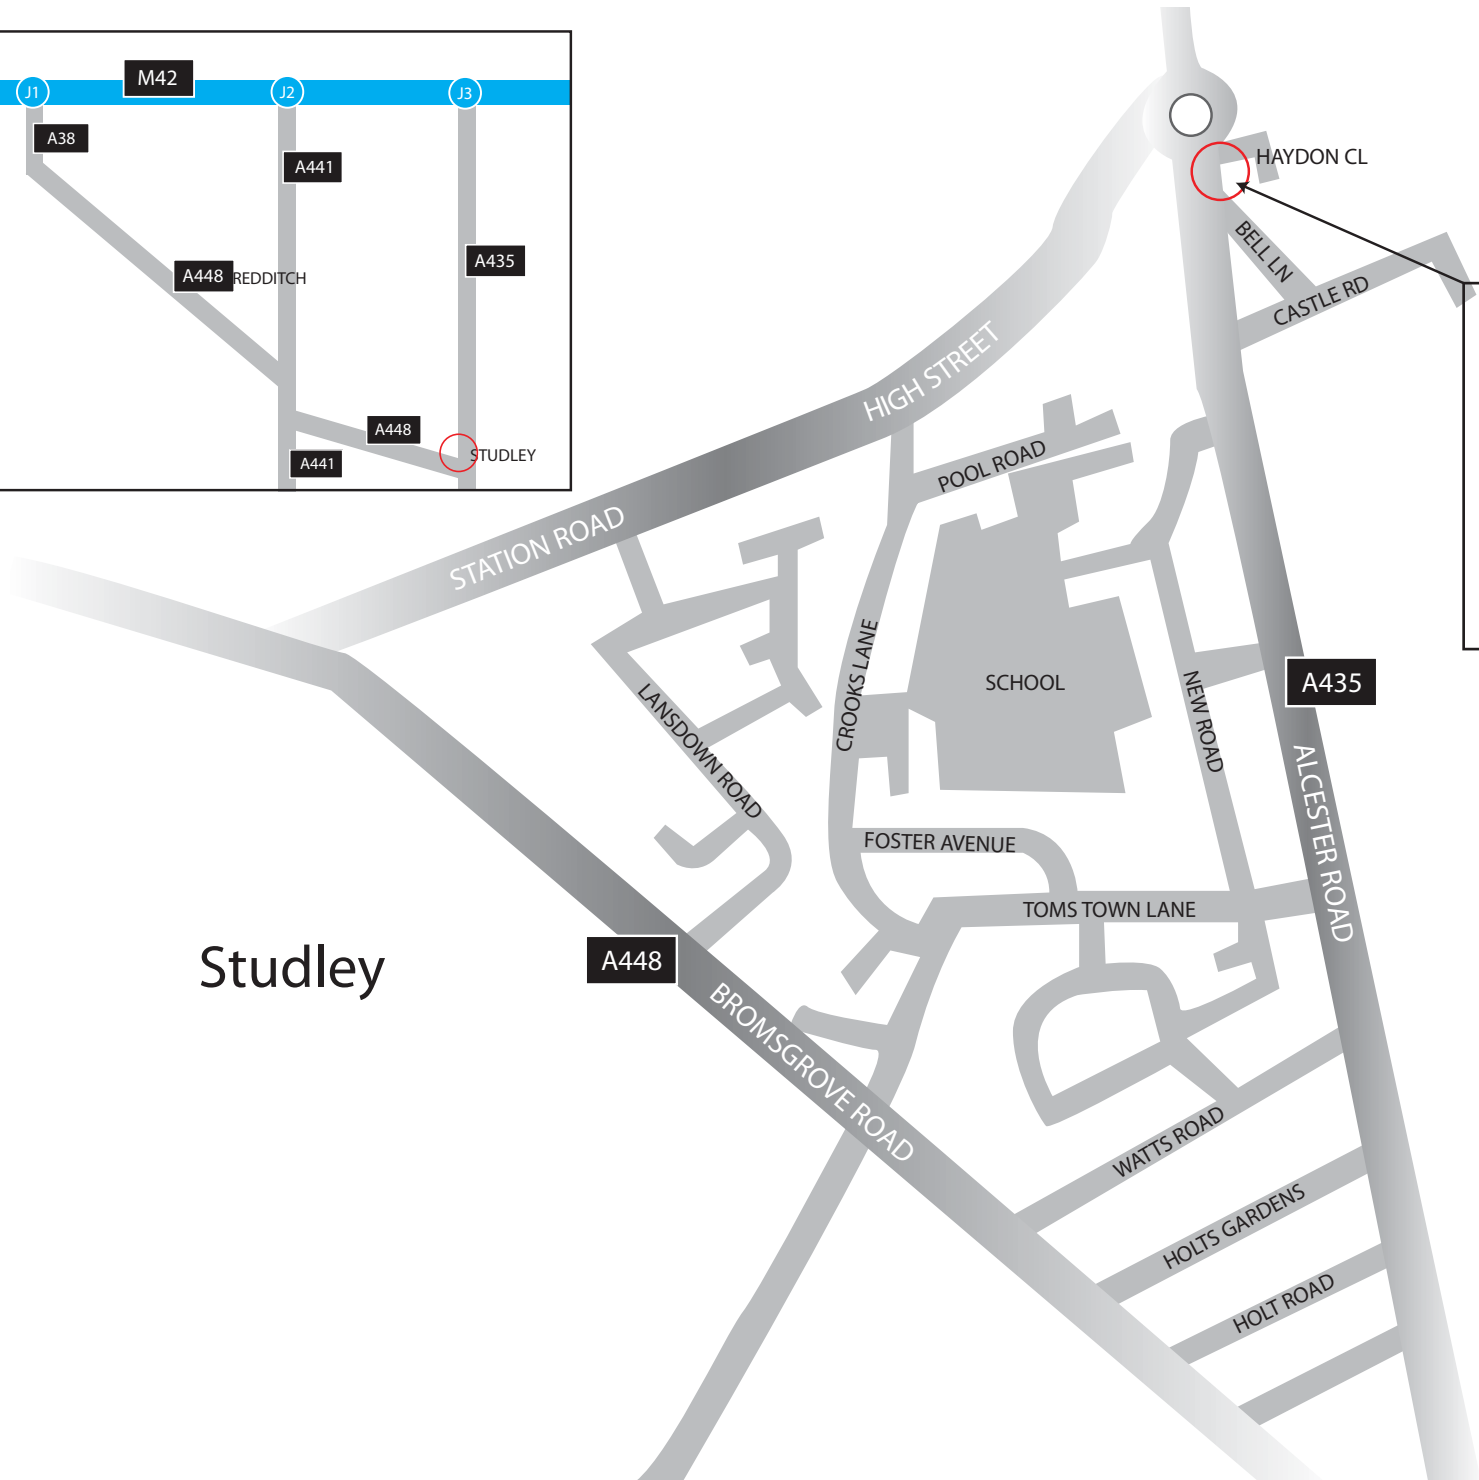 M42
J1
J2
J3
A38
A441
A448
REDDITCH
A435
A448
A441
STUDLEY
HAYDON CL
BELL LN
CASTLE RD
HIGH STREET
POOL ROAD
STATION ROAD
CROOKS LANE
SCHOOL
LANSDOWN ROAD
NEW ROAD
A435
ALCESTER ROAD
FOSTER AVENUE
TOMS TOWN LANE
Studley
A448
BROMSGROVE ROAD
WATTS ROAD
HOLTS GARDENS
HOLT ROAD